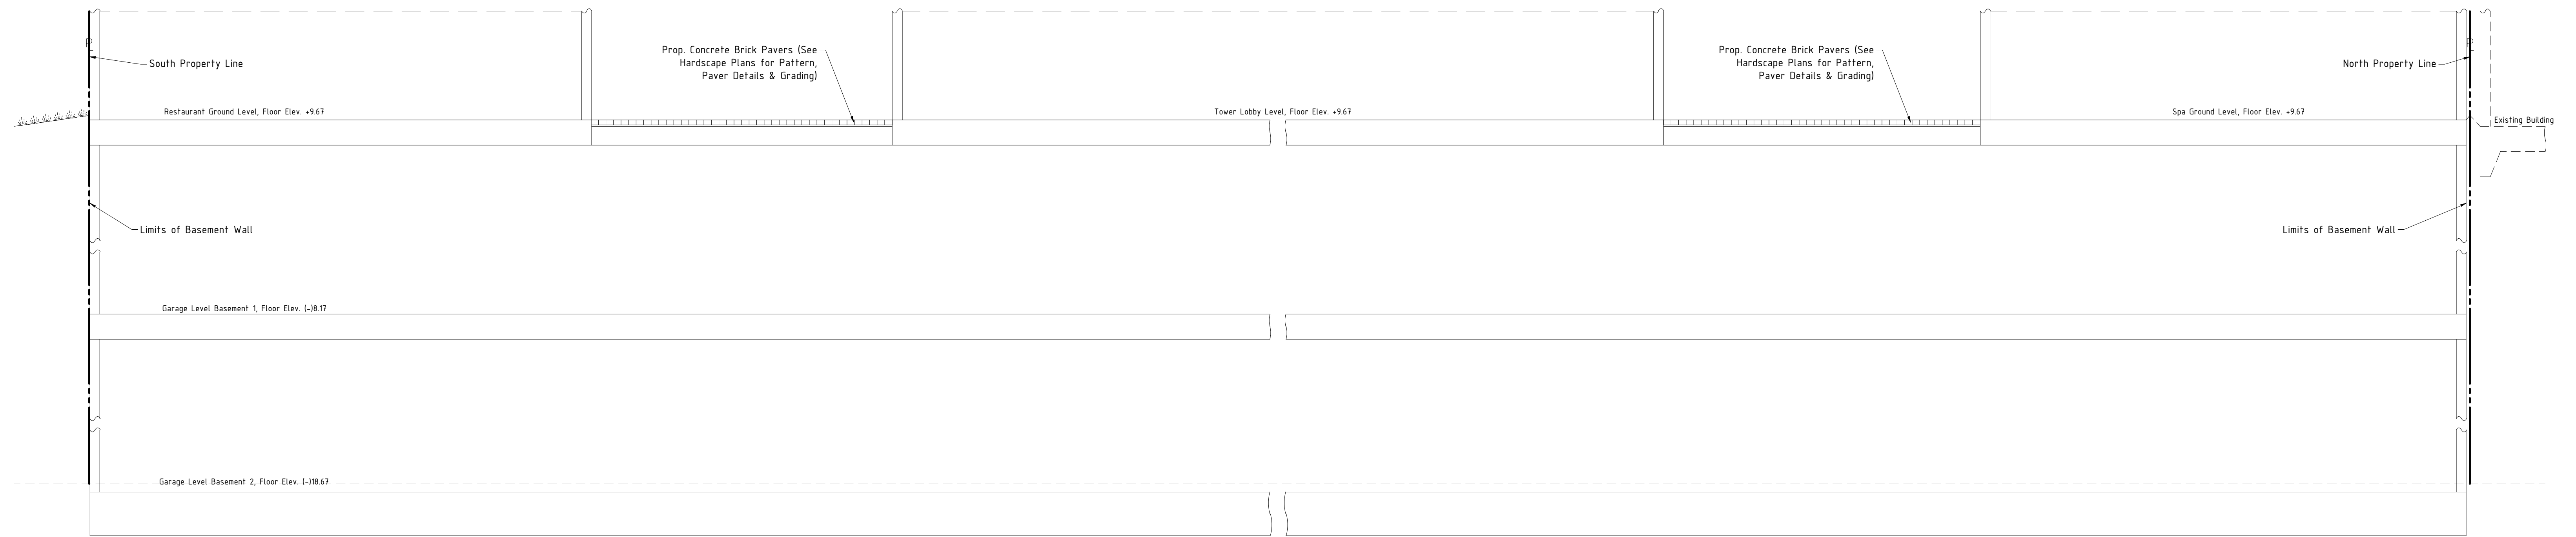 South Property Line
Prop. Concrete Brick Pavers (See
Hardscape Plans for Pattern,
Paver Details & Grading)
Prop. Concrete Brick Pavers (See
Hardscape Plans for Pattern,
Paver Details & Grading)
North Property Line
Restaurant Ground Level, Floor Elev. +9.67
Tower Lobby Level, Floor Elev. +9.67
Spa Ground Level, Floor Elev. +9.67
Existing Building
Limits of Basement Wall
Limits of Basement Wall
Garage Level Basement 1, Floor Elev. (-)8.17
Garage Level Basement 2, Floor Elev. (-)18.67